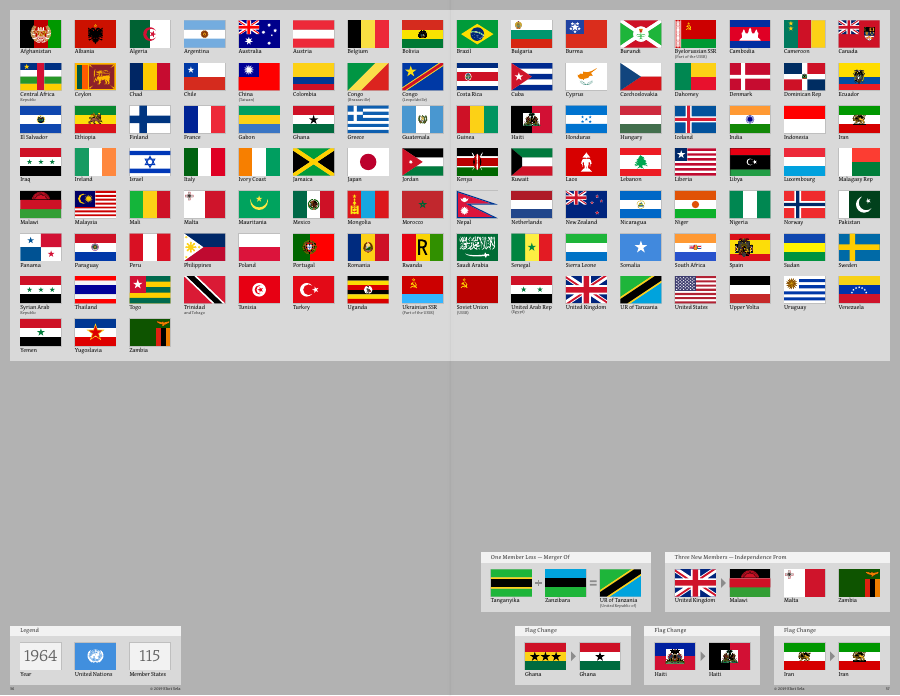 Afghanistan Albania Algeria Argentina Australia Austria Belgium Bolivia Brazil Bulgaria Burma Burundi Byelorussian SSR Cambodia Cameroon Canada
(Part of the USSR)
Central Africa Ceylon Chad Chile China Colombia Congo Congo Costa Rica Cuba Cyprus Czechoslovakia Dahomey Denmark Dominican Rep Ecuador
Republic (Taiwan) (Brazzaville) (Leopoldville)
El Salvador Ethiopia Finland France Gabon Ghana Greece Guatemala Guinea Haiti Honduras Hungary Iceland India Indonesia Iran
Iraq Ireland Israel Italy Ivory Coast Jamaica Japan Jordan Kenya Kuwait Laos Lebanon Liberia Libya Luxembourg Malagasy Rep
Malawi Malaysia Mali Malta Mauritania Mexico Mongolia Morocco Nepal Netherlands New Zealand Nicaragua Niger Nigeria Norway Pakistan
Panama Paraguay Peru Philippines Poland Portugal Romania Rwanda Saudi Arabia Senegal Sierra Leone Somalia South Africa Spain Sudan Sweden
Syrian Arab Thailand Togo Trinidad Tunisia Turkey Uganda Ukrainian SSR Soviet Union United Arab Rep United Kingdom UR of Tanzania United States Upper Volta Uruguay Venezuela
Republic and Tobago (Part of the USSR) (USSR) (Egypt)
Yemen Yugoslavia Zambia
One Member Loss — Merger Of
Tanganyika + Zanzibara = UR of Tanzania
(United Republic of)
Three New Members — Independence From
United Kingdom Malawi Malta Zambia
Legend
1964 115
Year United Nations Member States
Flag Change
Ghana Ghana
Flag Change
Haiti Haiti
Flag Change
Iran Iran